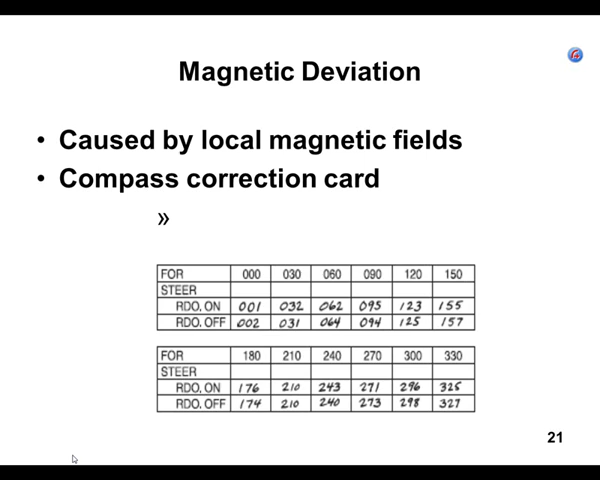 Magnetic Deviation
• Caused by local magnetic fields
• Compass correction card
»
FOR 000 030 060 090 120 150
STEER
RDO. ON 001 032 062 095 123 155
RDO. OFF 002 031 064 094 125 157
FOR 180 210 240 270 300 330
STEER
RDO. ON 176 210 243 271 296 325
RDO. OFF 174 210 240 273 298 327
21